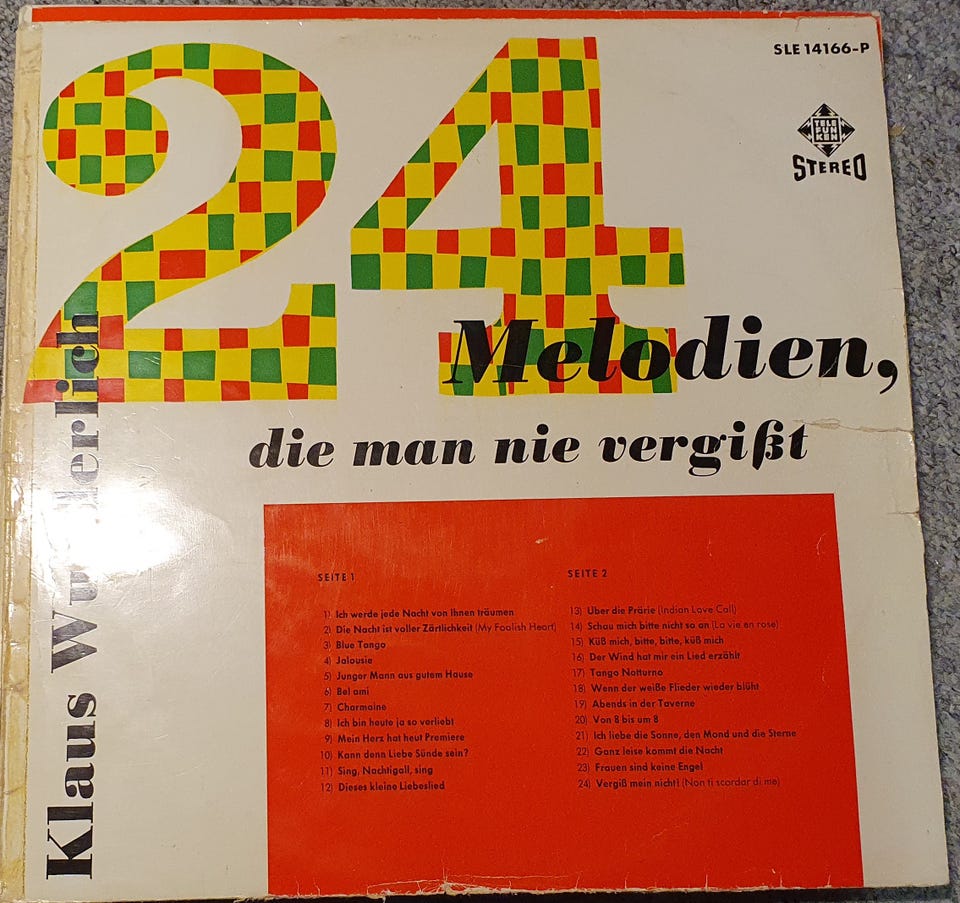 24
SLE 14166-P
TELE
FUN
KEN
STEREO
Melodien,
die man nie vergißt
Klaus Wunderlich
SEITE 1
1) Ich werde jede Nacht von Ihnen träumen
2) Die Nacht ist voller Zärtlichkeit (My Foolish Heart)
3) Blue Tango
4) Jalousie
5) Junger Mann aus gutem Hause
6) Bel ami
7) Charmaine
8) Ich bin heute ja so verliebt
9) Mein Herz hat heut Premiere
10) Kann denn Liebe Sünde sein?
11) Sing, Nachtigall, sing
12) Dieses kleine Liebeslied
SEITE 2
13) Über die Prärie (Indian Love Call)
14) Schau mich bitte nicht so an (La vie en rose)
15) Küß mich, bitte, bitte, küß mich
16) Der Wind hat mir ein Lied erzählt
17) Tango Notturno
18) Wenn der weiße Flieder wieder blüht
19) Abends in der Taverne
20) Von 8 bis um 8
21) Ich liebe die Sonne, den Mond und die Sterne
22) Ganz leise kommt die Nacht
23) Frauen sind keine Engel
24) Vergiß mein nicht! (Non ti scordar di me)